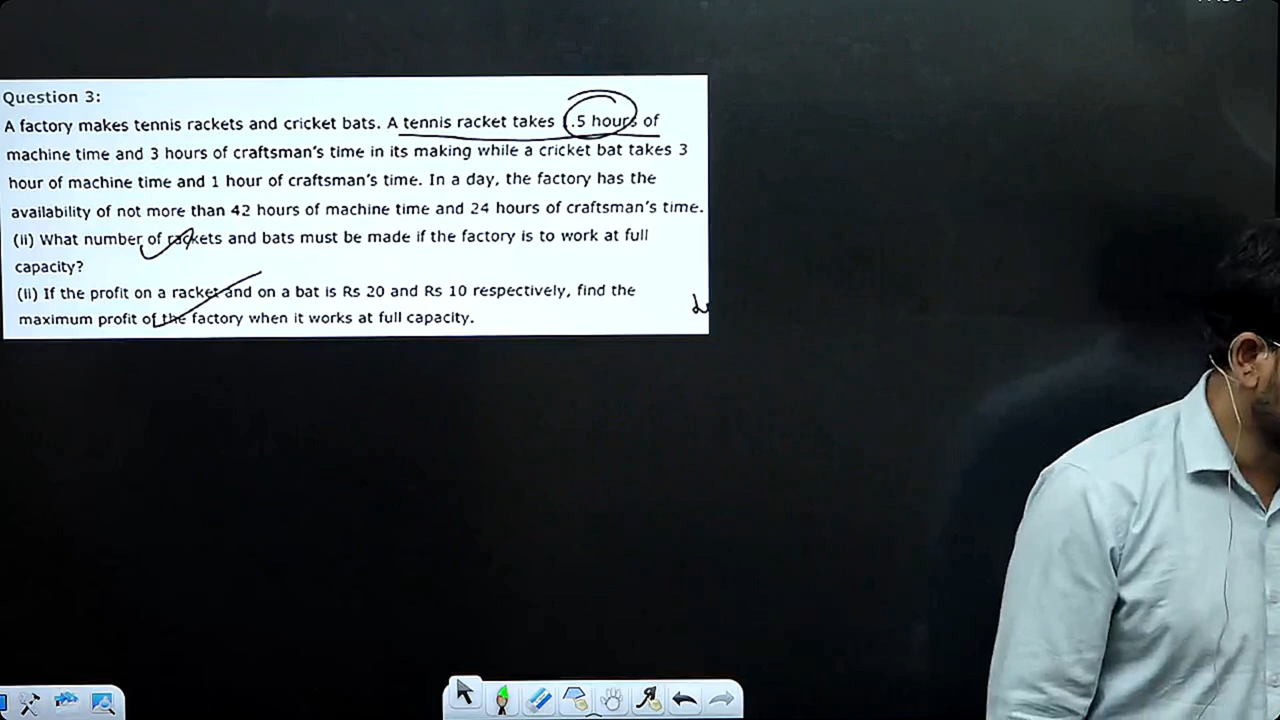 Question 3:
A factory makes tennis rackets and cricket bats. A tennis racket takes .5 hours of
machine time and 3 hours of craftsman's time in its making while a cricket bat takes 3
hour of machine time and 1 hour of craftsman's time. In a day, the factory has the
availability of not more than 42 hours of machine time and 24 hours of craftsman's time.
(ii) What number of rackets and bats must be made if the factory is to work at full
capacity?
(ii) If the profit on a racket and on a bat is Rs 20 and Rs 10 respectively, find the
maximum profit of the factory when it works at full capacity.